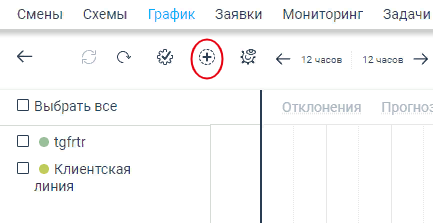 Смены Схемы График Заявки Мониторинг Задачи
12 часов 12 часов
Выбрать все Отклонения Прогноз
tgfrtr
Клиентская
линия